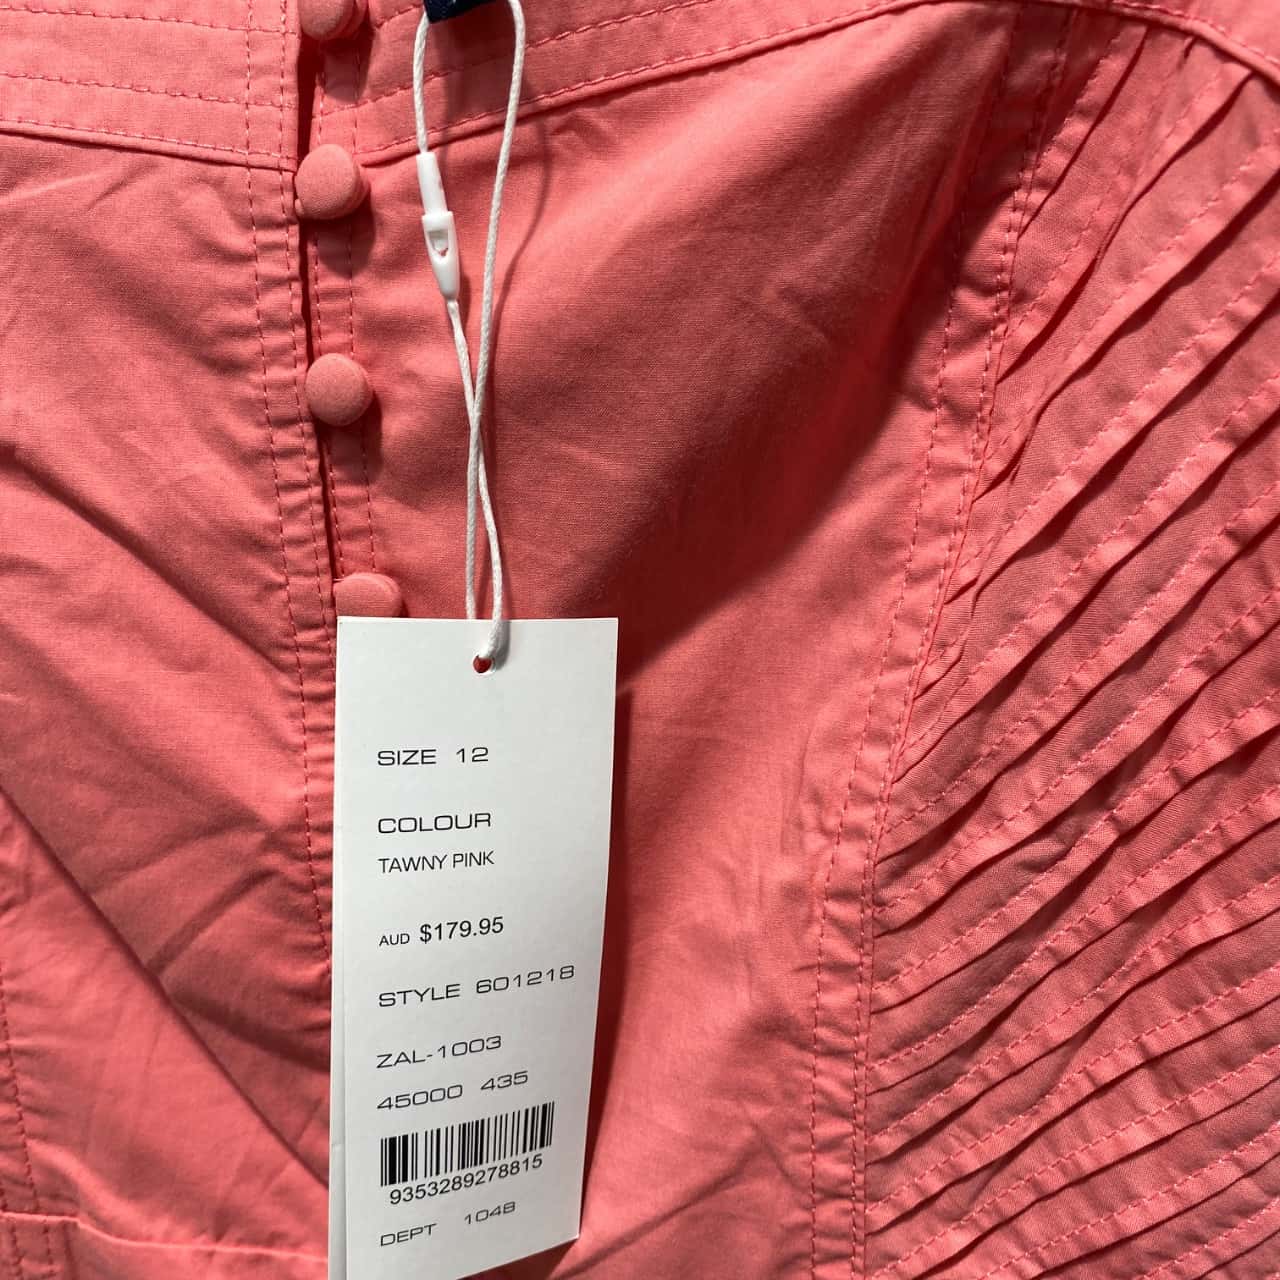 SIZE 12
COLOUR
TAWNY PINK
AUD $179.95
STYLE 601218
ZAL-1003
45000 435
9353289278815
DEPT 1048